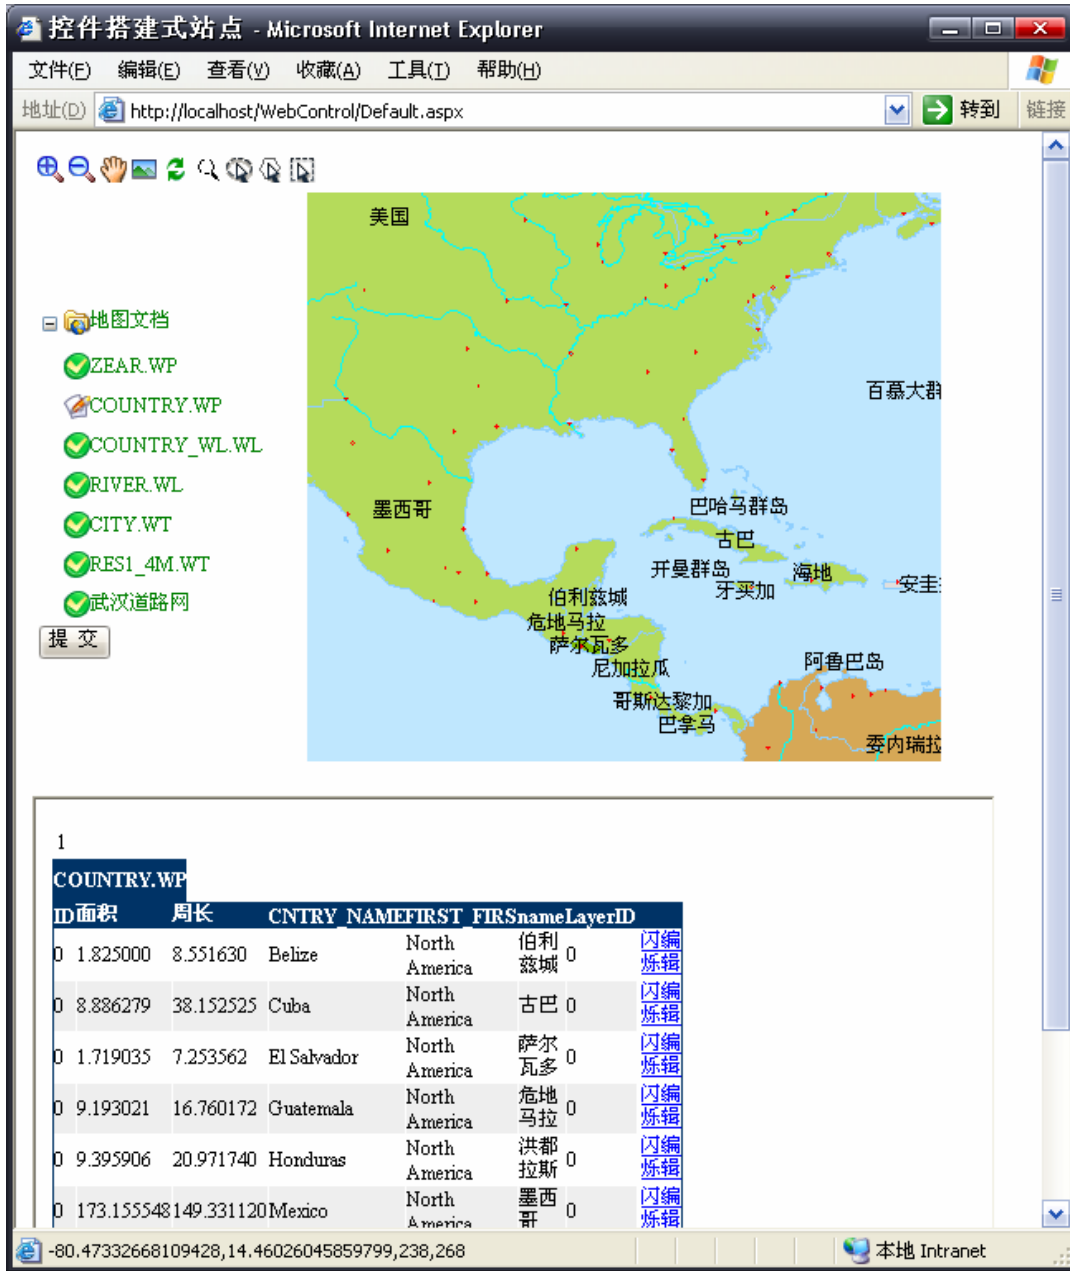 控件搭建式站点 - Microsoft Internet Explorer
文件(F) 编辑(E) 查看(V) 收藏(A) 工具(T) 帮助(H)
地址(D) http://localhost/WebControl/Default.aspx 转到 链接
地图文档
ZEAR.WP
COUNTRY.WP
COUNTRY_WL.WL
RIVER.WL
CITY.WT
RES1_4M.WT
武汉道路网
提 交
美国
百慕大群
墨西哥
巴哈马群岛
古巴
开曼群岛
海地
牙买加
安圭
伯利兹城
危地马拉
萨尔瓦多
尼加拉瓜
阿鲁巴岛
哥斯达黎加
巴拿马
委内瑞拉
1
COUNTRY.WP
ID 面积 周长 CNTRY_NAME FIRST_FIRS name LayerID
0 1.825000 8.551630 Belize North America 伯利兹城 0 闪烁 编辑
0 8.886279 38.152525 Cuba North America 古巴 0 闪烁 编辑
0 1.719035 7.253562 El Salvador North America 萨尔瓦多 0 闪烁 编辑
0 9.193021 16.760172 Guatemala North America 危地马拉 0 闪烁 编辑
0 9.395906 20.971740 Honduras North America 洪都拉斯 0 闪烁 编辑
0 173.155548 149.331120 Mexico North America 墨西哥 0 闪烁 编辑
-80.47332668109428,14.46026045859799,238,268 本地 Intranet